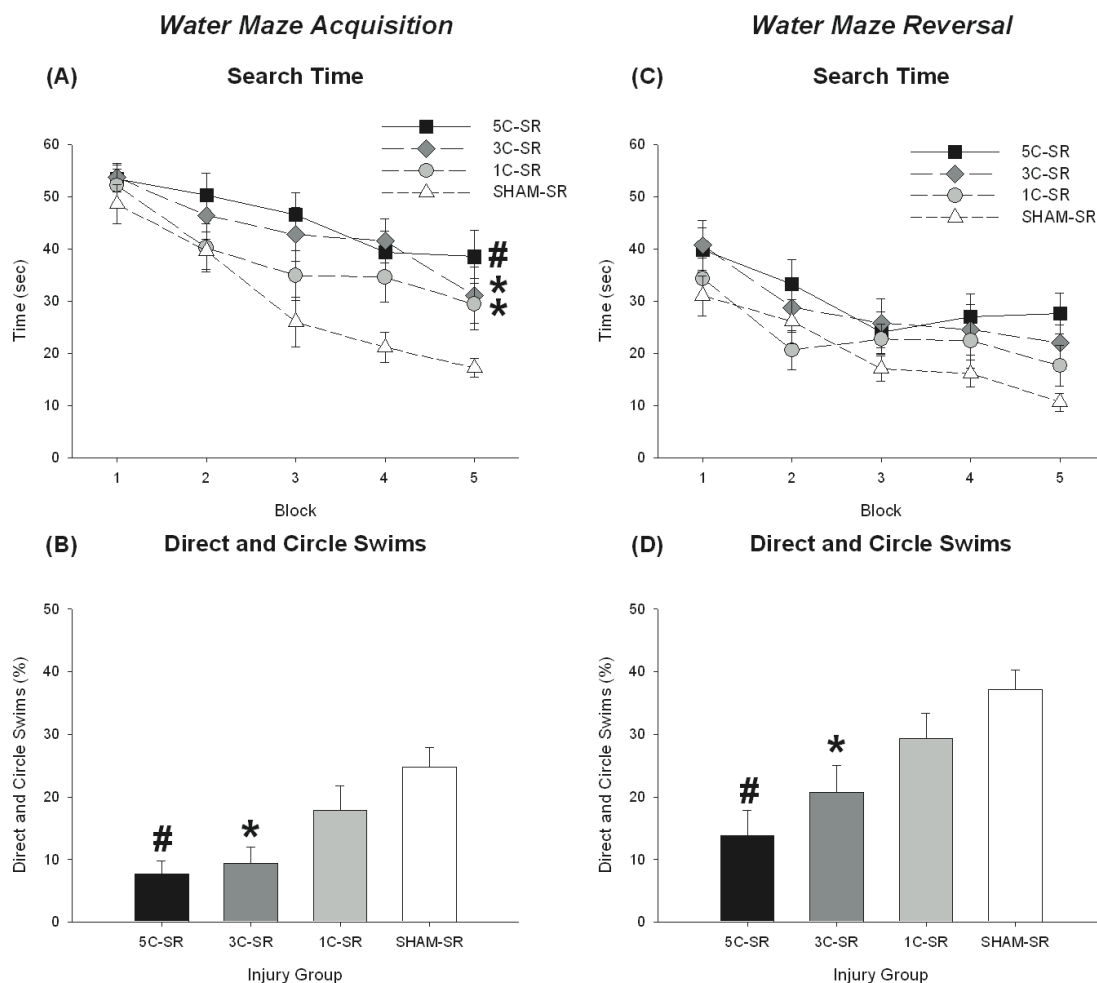 Water Maze Acquisition
Water Maze Reversal
(A) Search Time
60
50
40
30
20
10
0
Time (sec)
5C-SR
3C-SR
1C-SR
SHAM-SR
#
*
*
1 2 3 4 5
Block
(C) Search Time
60
50
40
30
20
10
0
Time (sec)
5C-SR
3C-SR
1C-SR
SHAM-SR
1 2 3 4 5
Block
(B) Direct and Circle Swims
50
40
30
20
10
0
Direct and Circle Swims (%)
# *
5C-SR 3C-SR 1C-SR SHAM-SR
Injury Group
(D) Direct and Circle Swims
50
40
30
20
10
0
Direct and Circle Swims (%)
# *
5C-SR 3C-SR 1C-SR SHAM-SR
Injury Group